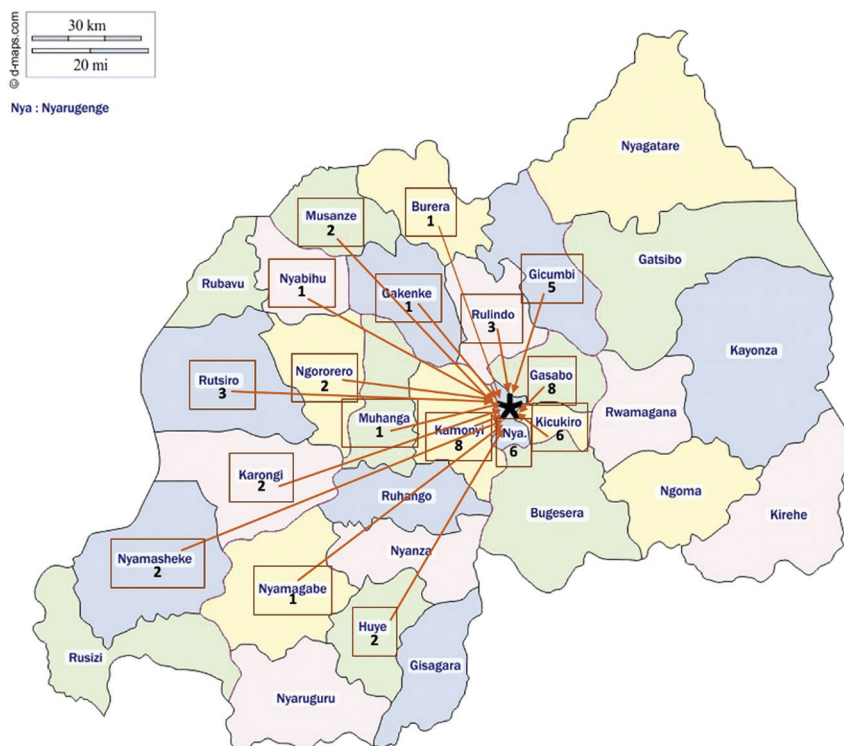 30 km
20 mi
© d-maps.com
Nya : Nyarugenge
Nyagatare
Burera
1
Musanze
2
Gatsibo
Gicumbi
5
Nyabihu
1
Rubavu
Gakenke
1
Rulindo
3
Kayonza
Ngororero
2
Gasabo
8
Rutsiro
3
Rwamagana
Muhanga
1
Kamonyi
8
Nya.
6
Kicukiro
6
Karongi
2
Ruhango
Ngoma
Bugesera
Kirehe
Nyanza
Nyamasheke
2
Nyamagabe
1
Huye
2
Rusizi
Gisagara
Nyaruguru